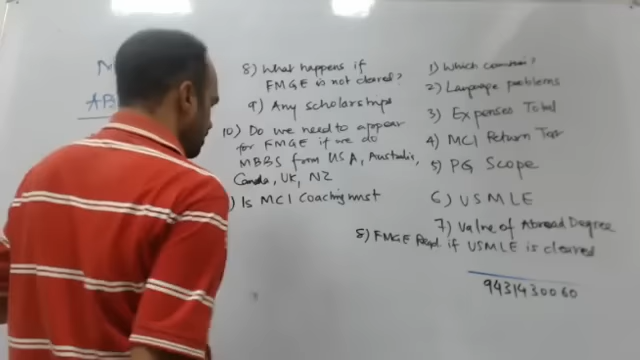 AB
8) What happens if
FMGE is not cleared?
9) Any scholarships
10) Do we need to appear
for FMGE if we do
MBBS from USA, Australia,
Canada, UK, NZ
) Is MCI Coaching must
1) Which countries?
2) Language problems
3) Expenses Total
4) MCI Return Test
5) PG Scope
6) USMLE
7) Value of Abroad Degree
8) FMGE Reqd. if USMLE is cleared
9431430060